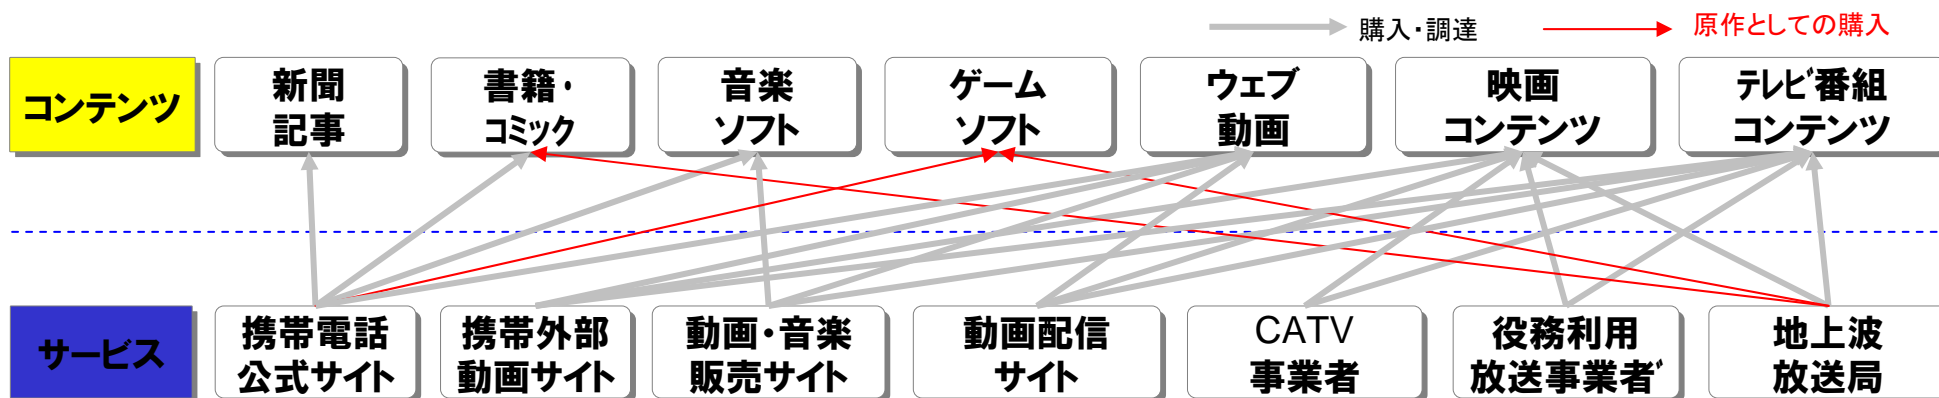 購入・調達
原作としての購入
コンテンツ
新聞
記事
書籍・
コミック
音楽
ソフト
ゲーム
ソフト
ウェブ
動画
映画
コンテンツ
テレビ番組
コンテンツ
サービス
携帯電話
公式サイト
携帯外部
動画サイト
動画・音楽
販売サイト
動画配信
サイト
CATV
事業者
役務利用
放送事業者
地上波
放送局